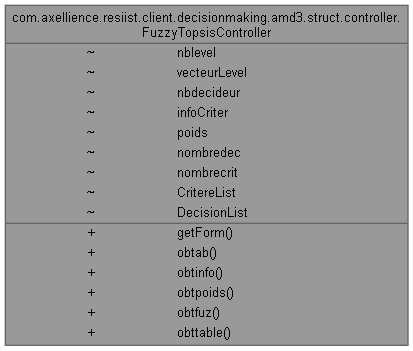 com.axellience.resiist.client.decisionmaking.amd3.struct.controller.
FuzzyTopsisController
~ nblevel
~ vecteurLevel
~ nbdecideur
~ infoCriter
~ poids
~ nombredec
~ nombrecrit
~ CritereList
~ DecisionList
+ getForm()
+ obtab()
+ obtinfo()
+ obtpoids()
+ obtfuz()
+ obttable()